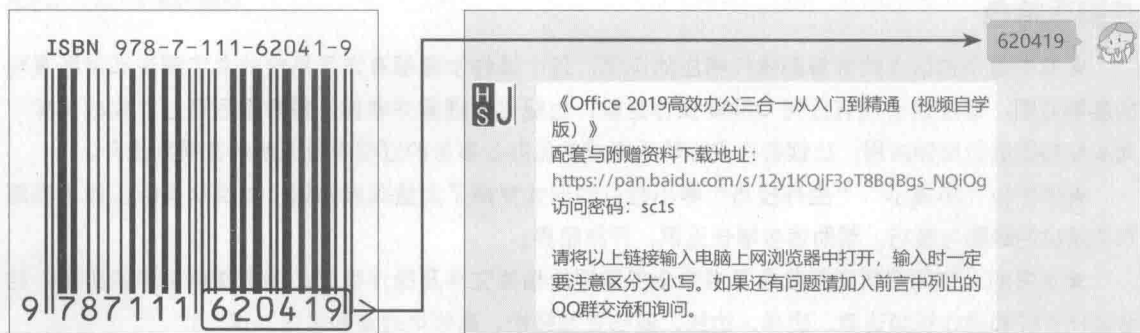 ISBN 978-7-111-62041-9
9 787111 620419
620419
HSJ
《Office 2019高效办公三合一从入门到精通（视频自学
版）》
配套与附赠资料下载地址：
https://pan.baidu.com/s/12y1KQjF3oT8BqBgs_NQiOg
访问密码：sc1s
请将以上链接输入电脑上网浏览器中打开，输入时一定
要注意区分大小写。如果还有问题请加入前言中列出的
QQ群交流和询问。